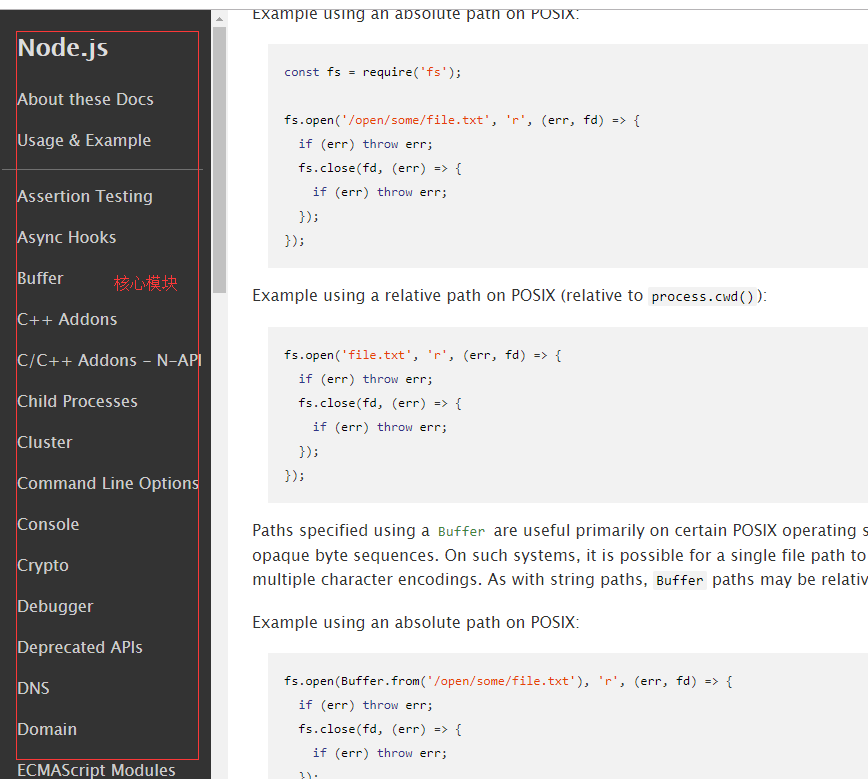 Node.js
About these Docs
Usage & Example
Assertion Testing
Async Hooks
Buffer
核心模块
C++ Addons
C/C++ Addons – N-API
Child Processes
Cluster
Command Line Options
Console
Crypto
Debugger
Deprecated APIs
DNS
Domain
ECMAScript Modules
Example using an absolute path on POSIX:
const fs = require('fs');
fs.open('/open/some/file.txt', 'r', (err, fd) => {
  if (err) throw err;
  fs.close(fd, (err) => {
    if (err) throw err;
  });
});
Example using a relative path on POSIX (relative to process.cwd()):
fs.open('file.txt', 'r', (err, fd) => {
  if (err) throw err;
  fs.close(fd, (err) => {
    if (err) throw err;
  });
});
Paths specified using a Buffer are useful primarily on certain POSIX operating s
opaque byte sequences. On such systems, it is possible for a single file path to
multiple character encodings. As with string paths, Buffer paths may be relativ
Example using an absolute path on POSIX:
fs.open(Buffer.from('/open/some/file.txt'), 'r', (err, fd) => {
  if (err) throw err;
  fs.close(fd, (err) => {
    if (err) throw err;
  });